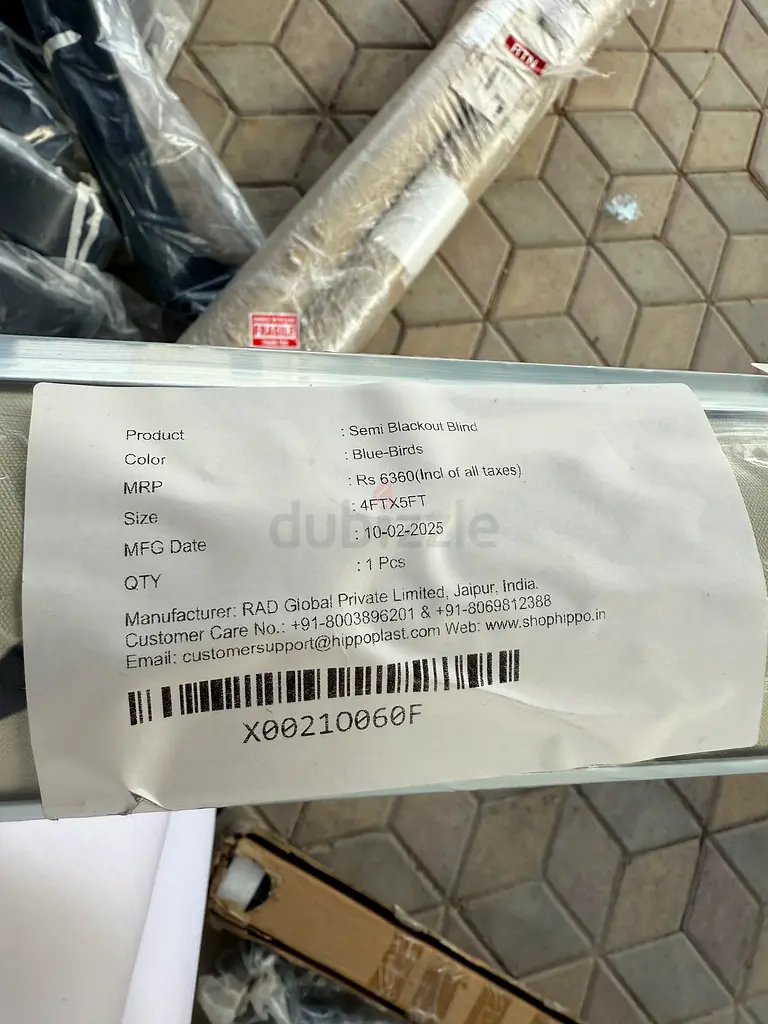 RTN
FRAGILE
Product : Semi Blackout Blind
Color : Blue-Birds
MRP : Rs 6360(Incl of all taxes)
Size : 4FTX5FT
MFG Date : 10-02-2025
QTY : 1 Pcs
Manufacturer: RAD Global Private Limited, Jaipur, India.
Customer Care No.: +91-8003896201 & +91-8069812388
Email: customersupport@hippoplast.com Web: www.shophippo.in
X0021O060F
dubizzle